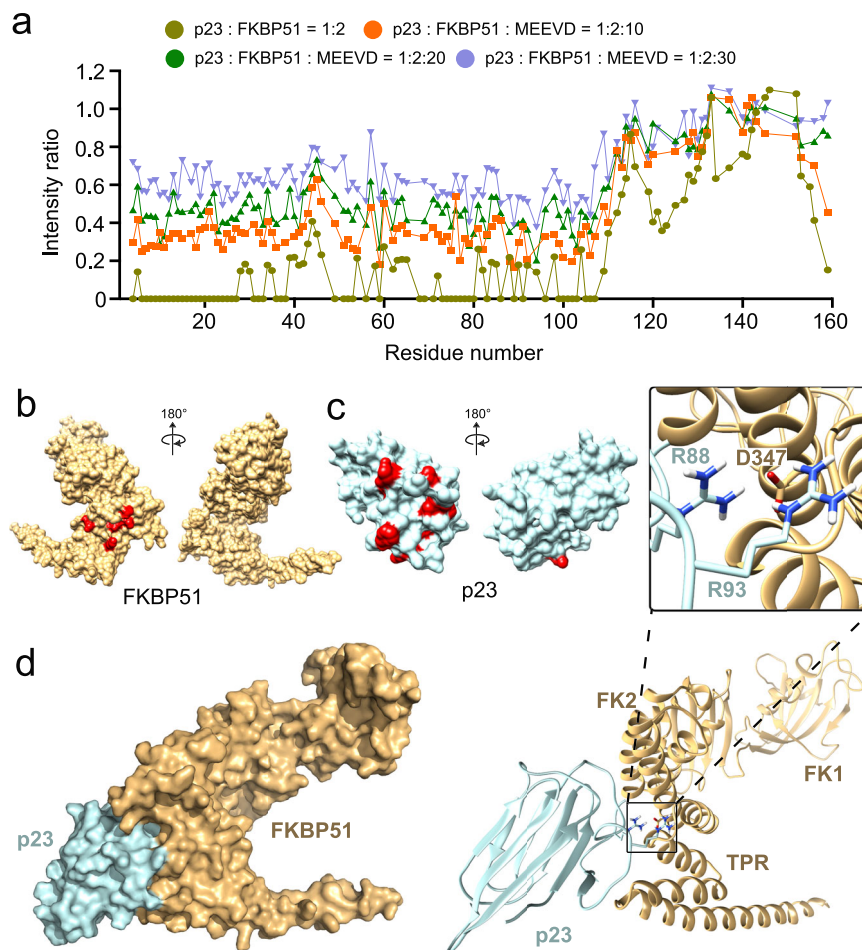 a
p23 : FKBP51 = 1:2
p23 : FKBP51 : MEEVD = 1:2:10
p23 : FKBP51 : MEEVD = 1:2:20
p23 : FKBP51 : MEEVD = 1:2:30
Intensity ratio
1.2
1.0
0.8
0.6
0.4
0.2
0
20
40
60
80
100
120
140
160
Residue number
b
180°
FKBP51
c
180°
p23
R88
D347
R93
d
p23
FKBP51
FK2
FK1
TPR
p23